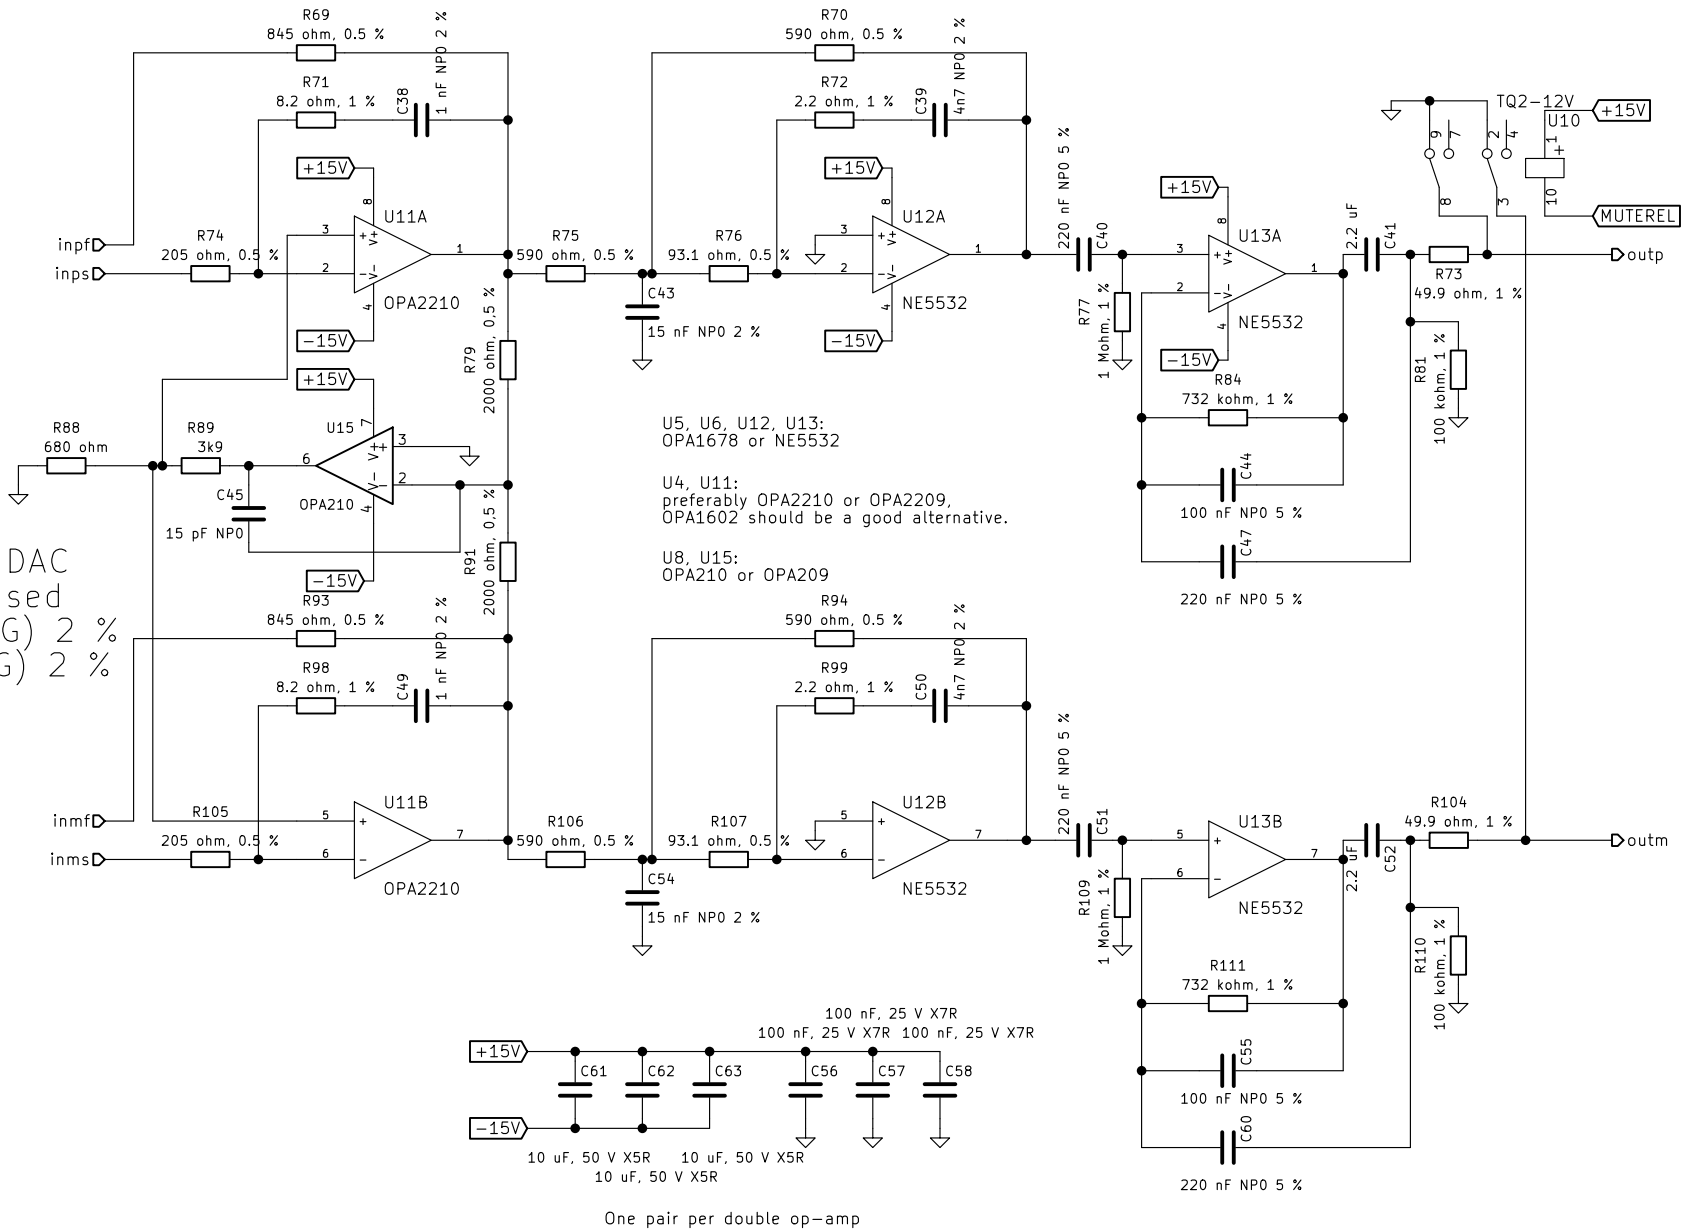 R69
845 ohm, 0.5 %
R71
8.2 ohm, 1 %
C38
1 nF NP0 2 %
R70
590 ohm, 0.5 %
R72
2.2 ohm, 1 %
C39
4n7 NP0 2 %
TQ2-12V
U10
+15V
9
7
2
4
1
+
10
8
3
MUTEREL
+15V
8
U11A
3
+
V+
1
2
-
V-
4
OPA2210
-15V
inpf
inps
R74
205 ohm, 0.5 %
R75
590 ohm, 0.5 %
R76
93.1 ohm, 0.5 %
C43
15 nF NP0 2 %
+15V
8
U12A
3
+
V+
1
2
-
V-
4
NE5532
-15V
220 nF NP0 5 %
C40
R77
1 Mohm, 1 %
+15V
8
U13A
3
+
V+
1
2
-
V-
4
NE5532
-15V
2.2 uF
C41
R73
49.9 ohm, 1 %
outp
R84
732 kohm, 1 %
R81
100 kohm, 1 %
C44
100 nF NP0 5 %
C47
220 nF NP0 5 %
R79
2000 ohm, 0,5 %
+15V
7
U15
V+
+
3
6
V-
-
2
4
OPA210
-15V
R88
680 ohm
R89
3k9
C45
15 pF NP0
R91
2000 ohm, 0,5 %
U5, U6, U12, U13:
OPA1678 or NE5532
U4, U11:
preferably OPA2210 or OPA2209,
OPA1602 should be a good alternative.
U8, U15:
OPA210 or OPA209
DAC
sed
G) 2 %
G) 2 %
R93
845 ohm, 0.5 %
R98
8.2 ohm, 1 %
C49
1 nF NP0 2 %
R94
590 ohm, 0.5 %
R99
2.2 ohm, 1 %
C50
4n7 NP0 2 %
inmf
inms
R105
205 ohm, 0.5 %
U11B
5
+
7
6
-
OPA2210
R106
590 ohm, 0.5 %
R107
93.1 ohm, 0.5 %
C54
15 nF NP0 2 %
U12B
5
+
7
6
-
NE5532
220 nF NP0 5 %
C51
R109
1 Mohm, 1 %
U13B
5
+
7
6
-
NE5532
2.2 uF
C52
R104
49.9 ohm, 1 %
outm
R111
732 kohm, 1 %
R110
100 kohm, 1 %
C55
100 nF NP0 5 %
C60
220 nF NP0 5 %
100 nF, 25 V X7R
100 nF, 25 V X7R
100 nF, 25 V X7R
+15V
C61
C62
C63
C56
C57
C58
-15V
10 uF, 50 V X5R
10 uF, 50 V X5R
10 uF, 50 V X5R
One pair per double op-amp